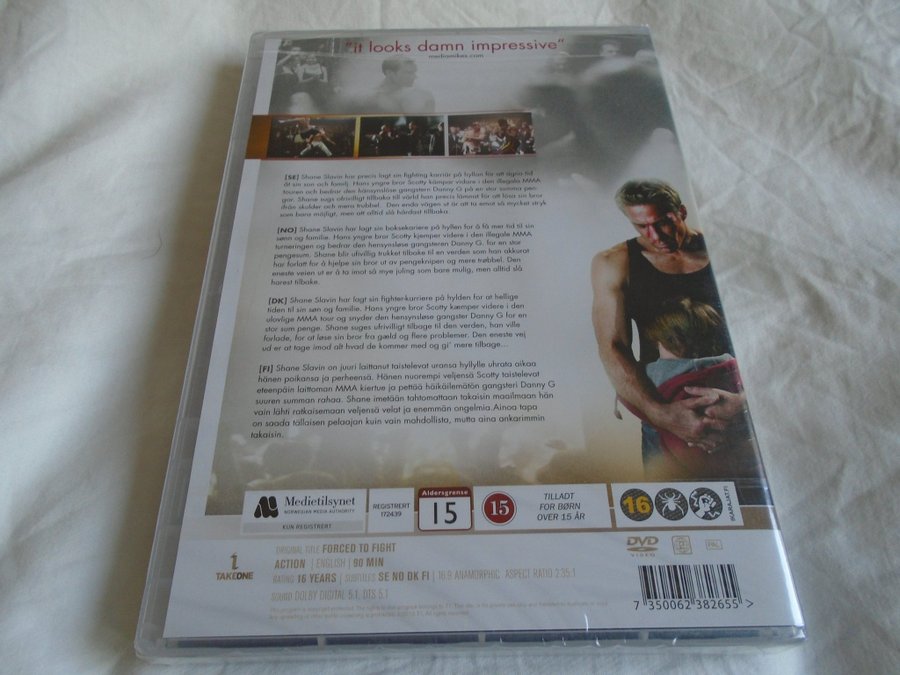 "it looks damn impressive"
mediamikes.com
[SE] Shane Slavin har precis lagt sin fighting karriär på hyllan för att ägna tid
åt sin son och familj. Hans yngre bror Scotty kämpar vidare i den illegala MMA
touren och bedrar den hänsynslöse gangstern Danny G på en stor summa pen-
gar. Shane sugs ofrivilligt tillbaka till värld han precis lämnat för att lösa sin bror
ifrån skulder och mera trubbel. Den enda vägen ut är att ta emot så mycket stryk
som bara möjligt, men att alltid slå hårdast tillbaka.
[NO] Shane Slavin har lagt sin boksekariere på hyllen for å få mer tid til sin
sønn og familie. Hans yngre bror Scotty kjemper videre i den illegale MMA
turneringen og bedrar den hensynsløse gangsteren Danny G. for en stor
pengesum. Shane blir ufivillig trukket tilbake til en verden som han akkurat
har forlatt for å hjelpe sin bror ut av pengeknipen og mere trøbbel. Den
eneste veien ut er å ta imot så mye juling som bare mulig, men alltid slå
harest tilbake.
[DK] Shane Slavin har lagt sin fighter-karriere på hylden for at hellige
tiden til sin søn og familie. Hans yngre bror Scotty kæmper videre i den
ulovlige MMA tour og snyder den hensynsløse gangster Danny G for en
stor sum penge. Shane suges ufrivilligt tilbage til den verden, han ville
forlade, for at løse sin bror fra gæld og flere problemer. Den eneste vej
ud er at tage imod alt hvad de kommer med og gi' mere tilbage...
[FI] Shane Slavin on juuri laittanut taistelevat uransa hyllylle uhrata aikaa
hänen poikansa ja perheensä. Hänen nuorempi veljensä Scotty taistelevat
eteenpäin laittoman MMA kiertue ja pettää häikäilemätön gangsteri Danny G
suuren summan rahaa. Shane imetään tahtomattaan takaisin maailmaan hän
vain lähti ratkaisemaan veljensä velat ja enemmän ongelmia.Ainoa tapa
on saada tällaisen pelaajan kuin vain mahdollista, mutta aina ankarimmin
takaisin.
Medietilsynet
NORWEGIAN MEDIA AUTHORITY
KUN REGISTRERT
REGISTRERT
172439
Aldersgrense
15
15
TILLADT
FOR BØRN
OVER 15 ÅR
16
IKARAJAT.FI
TAKEONE
ORIGINAL TITLE FORCED TO FIGHT
ACTION | ENGLISH | 90 MIN
RATING 16 YEARS | SUBTITLES SE NO DK FI | 16:9 ANAMORPHIC ASPECT RATIO 2.35:1
SOUND DOLBY DIGITAL 5.1, DTS 5.1
DVD
VIDEO
2
PAL
7 350062 382655 >